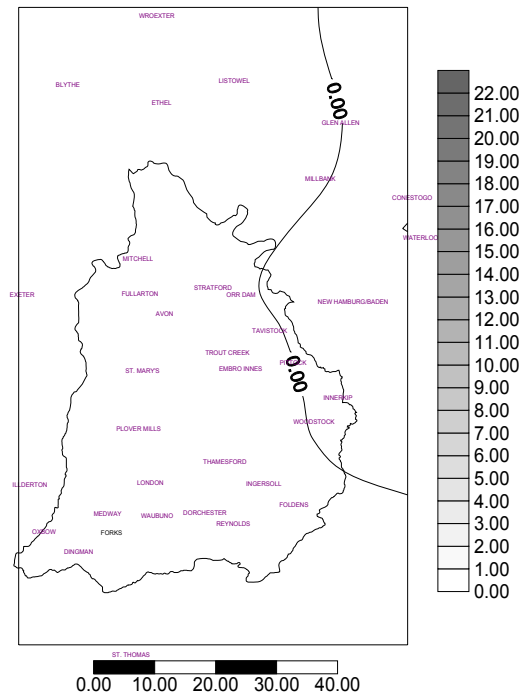 WROEXTER
BLYTHE
LISTOWEL
ETHEL
0.00
GLEN ALLEN
MILLBANK
CONESTOGO
MITCHELL
EXETER
FULLARTON
STRATFORD
ORR DAM
NEW HAMBURG/BADEN
AVON
TAVISTOCK
TROUT CREEK
0.00
ST. MARY'S
EMBRO INNES
INNERKIP
PLOVER MILLS
WOODSTOCK
THAMESFORD
ILDERTON
LONDON
INGERSOLL
FOLDENS
MEDWAY
WAUBUNO
DORCHESTER
REYNOLDS
OXBOW
FORKS
DINGMAN
ST. THOMAS
0.00 10.00 20.00 30.00 40.00
22.00
21.00
20.00
19.00
18.00
17.00
16.00
15.00
14.00
13.00
12.00
11.00
10.00
9.00
8.00
7.00
6.00
5.00
4.00
3.00
2.00
1.00
0.00